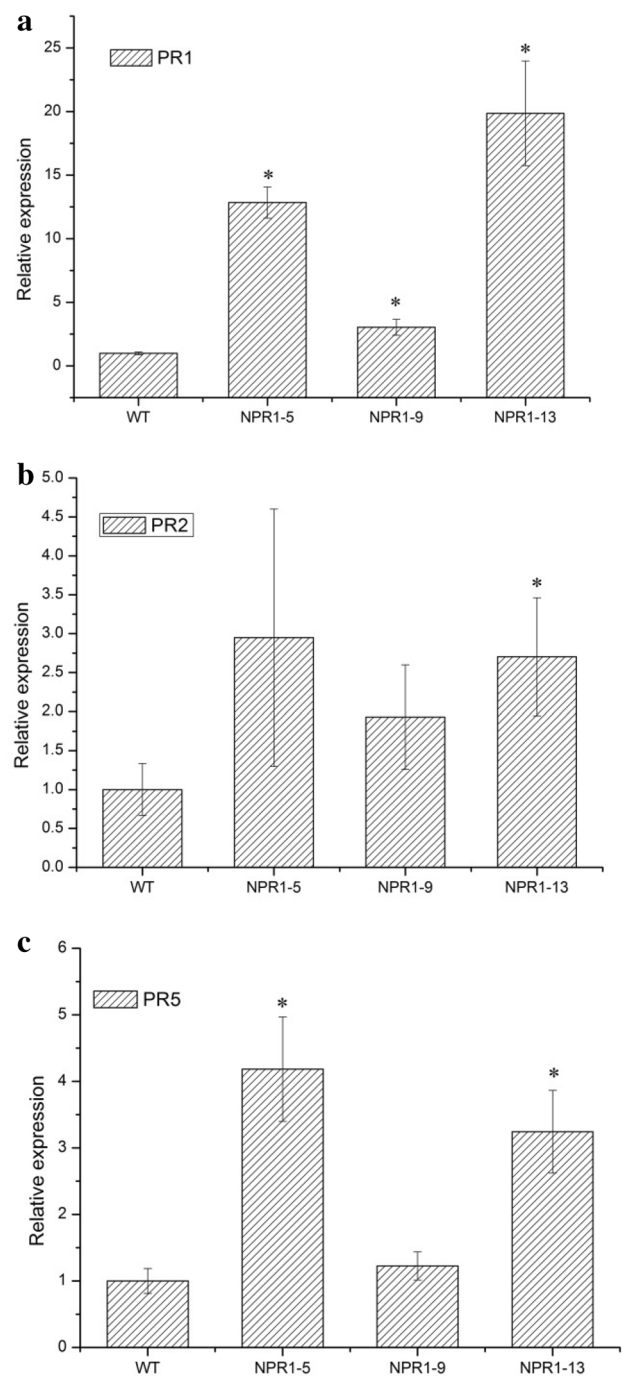 a
PR1
25
20
15
10
5
0
Relative expression
*
*
*
WT NPR1-5 NPR1-9 NPR1-13
b
PR2
5.0
4.5
4.0
3.5
3.0
2.5
2.0
1.5
1.0
0.5
0.0
Relative expression
*
WT NPR1-5 NPR1-9 NPR1-13
c
PR5
6
5
4
3
2
1
0
Relative expression
*
*
WT NPR1-5 NPR1-9 NPR1-13